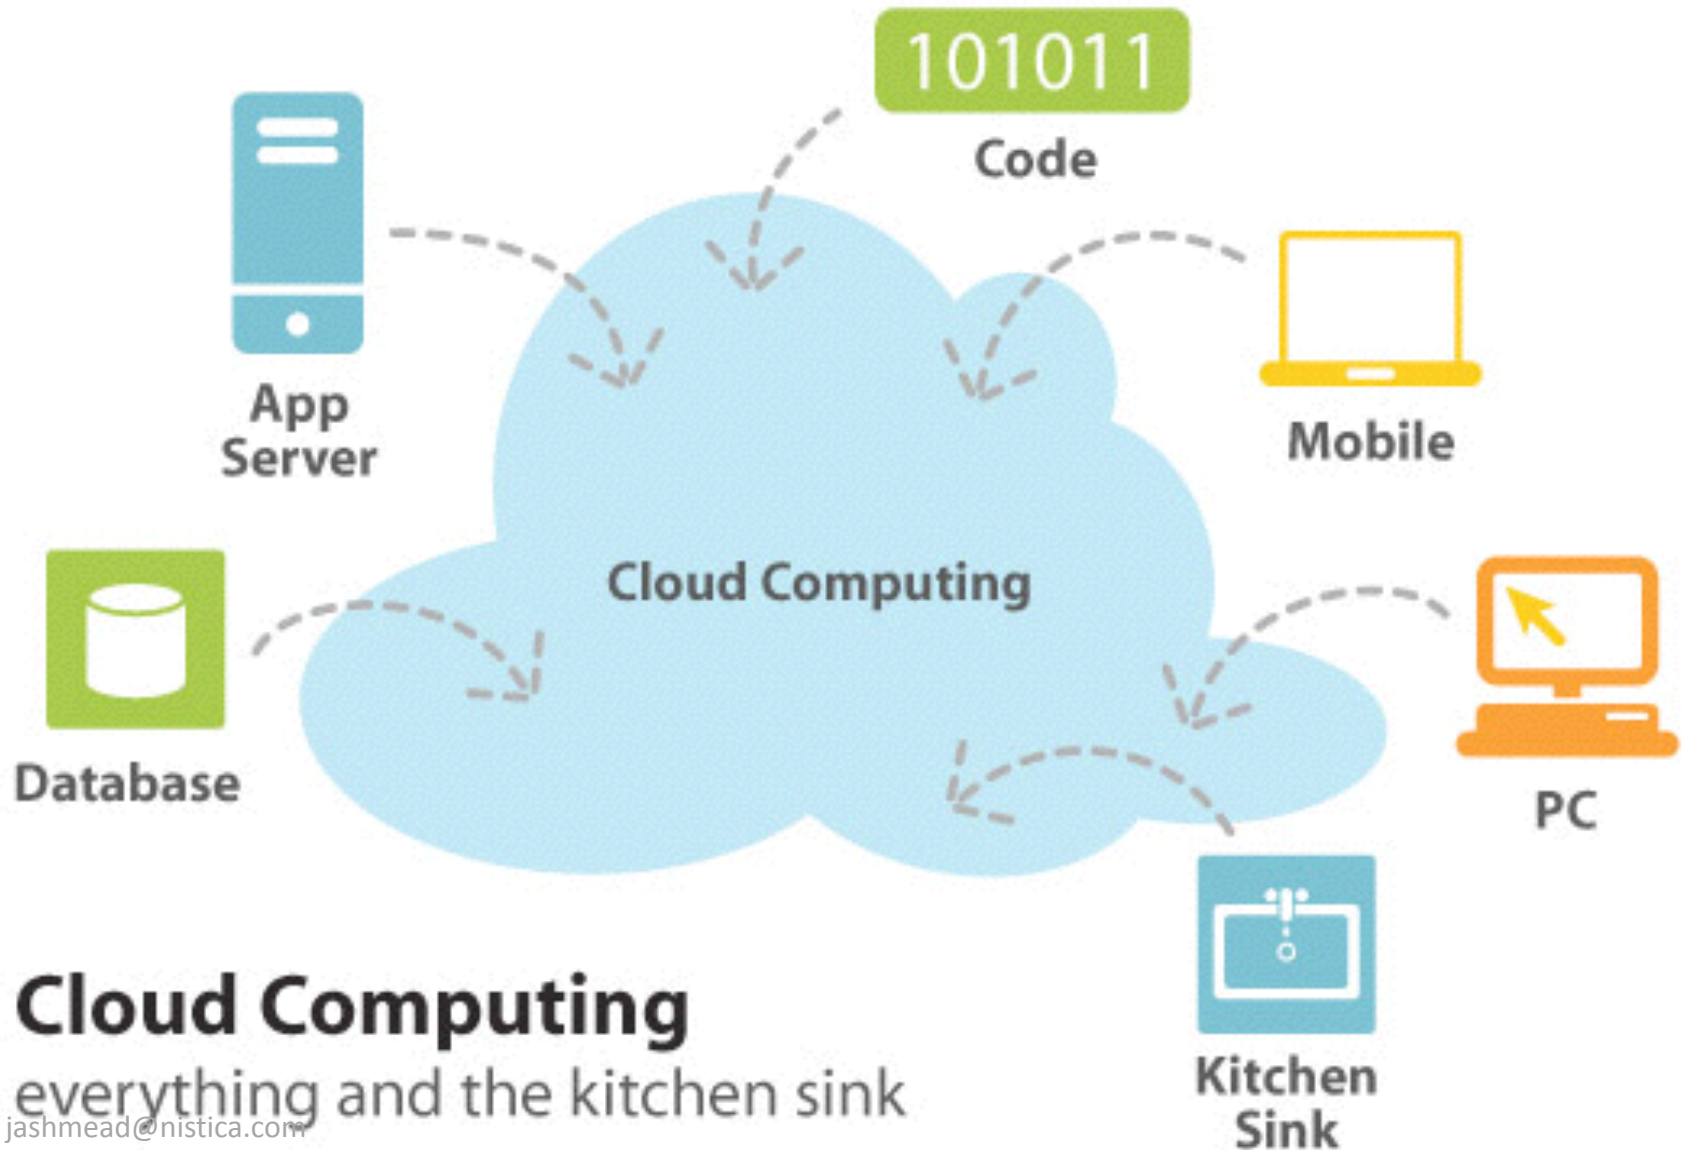 101011
Code
App
Server
Mobile
Cloud Computing
Database
PC
Kitchen
Sink
Cloud Computing
everything and the kitchen sink
jashmead@nistica.com